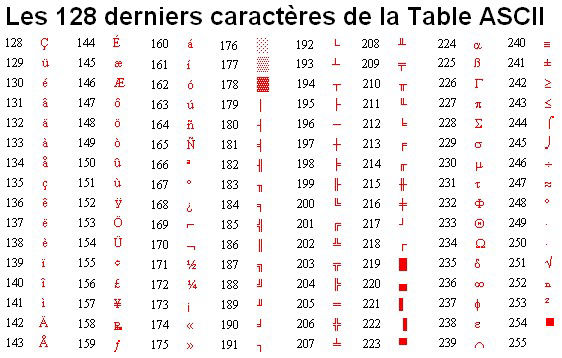 Les 128 derniers caractères de la Table ASCII
128 Ç 144 É 160 á 176 ░ 192 └ 208 ╨ 224 α 240 ≡
129 ü 145 æ 161 í 177 ▒ 193 ┴ 209 ╤ 225 ß 241 ±
130 é 146 Æ 162 ó 178 ▓ 194 ┬ 210 ╥ 226 Γ 242 ≥
131 â 147 ô 163 ú 179 │ 195 ├ 211 ╙ 227 π 243 ≤
132 ä 148 ö 164 ñ 180 ┤ 196 ─ 212 ╘ 228 Σ 244 ⌠
133 à 149 ò 165 Ñ 181 ╡ 197 ┼ 213 ╒ 229 σ 245 ⌡
134 å 150 û 166 ª 182 ╢ 198 ╞ 214 ╓ 230 µ 246 ÷
135 ç 151 ù 167 º 183 ╖ 199 ╟ 215 ╫ 231 τ 247 ≈
136 ê 152 ÿ 168 ¿ 184 ╕ 200 ╚ 216 ╪ 232 Φ 248 °
137 ë 153 Ö 169 ⌐ 185 ╣ 201 ╔ 217 ┘ 233 Θ 249 ∙
138 è 154 Ü 170 ¬ 186 ║ 202 ╩ 218 ┌ 234 Ω 250 ·
139 ï 155 ¢ 171 ½ 187 ╗ 203 ╦ 219 █ 235 δ 251 √
140 î 156 £ 172 ¼ 188 ╝ 204 ╠ 220 ▄ 236 ∞ 252 ⁿ
141 ì 157 ¥ 173 ¡ 189 ╜ 205 ═ 221 ▌ 237 ϕ 253 ²
142 Ä 158 ₧ 174 « 190 ╛ 206 ╬ 222 ▐ 238 ε 254 ■
143 Å 159 ƒ 175 » 191 ┐ 207 ╧ 223 ▀ 239 ∩ 255